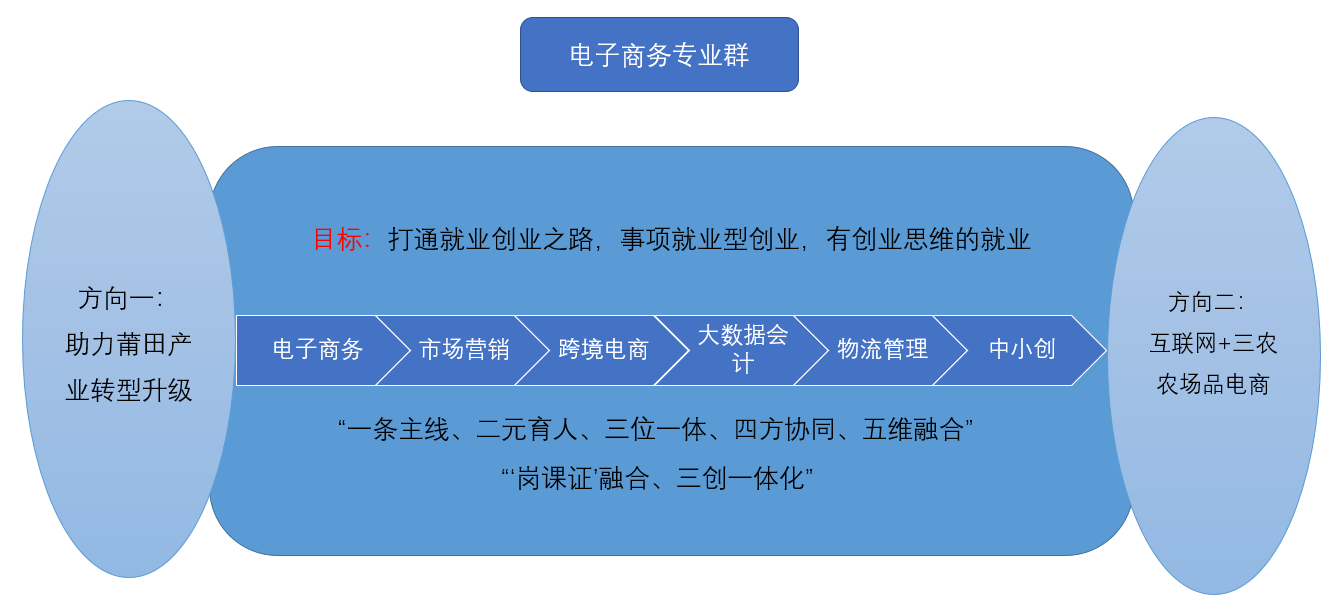 电子商务专业群
目标：打通就业创业之路，事项就业型创业，有创业思维的就业
方向一：
助力莆田产
业转型升级
电子商务
市场营销
跨境电商
大数据会
计
物流管理
中小创
方向二：
互联网+三农
农场品电商
“一条主线、二元育人、三位一体、四方协同、五维融合”
“‘岗课证’融合、三创一体化”